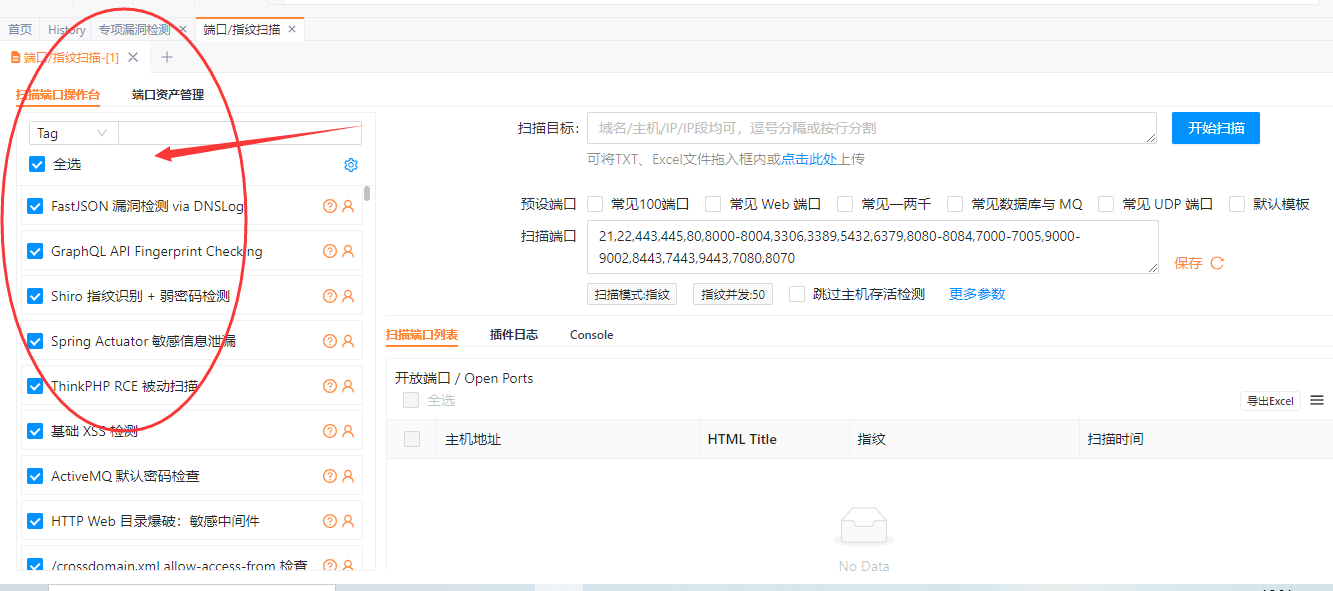 首页 History 专项漏洞检测 端口/指纹扫描
端口/指纹扫描-[1]
扫描端口操作台 端口资产管理
Tag
全选
FastJSON 漏洞检测 via DNSLog
GraphQL API Fingerprint Checking
Shiro 指纹识别 + 弱密码检测
Spring Actuator 敏感信息泄漏
ThinkPHP RCE 被动扫描
基础 XSS 检测
ActiveMQ 默认密码检查
HTTP Web 目录爆破：敏感中间件
/crossdomain.xml allow-access-from 检查
扫描目标: 域名/主机/IP/IP段均可，逗号分隔或按行分割 开始扫描
可将TXT、Excel文件拖入框内或点击此处上传
预设端口 常见100端口 常见 Web 端口 常见一两千 常见数据库与 MQ 常见 UDP 端口 默认模板
扫描端口 21,22,443,445,80,8000-8004,3306,3389,5432,6379,8080-8084,7000-7005,9000-
9002,8443,7443,9443,7080,8070
保存
扫描模式:指纹 指纹并发:50 跳过主机存活检测 更多参数
扫描端口列表 插件日志 Console
开放端口 / Open Ports
全选
导出Excel
主机地址 HTML Title 指纹 扫描时间
No Data